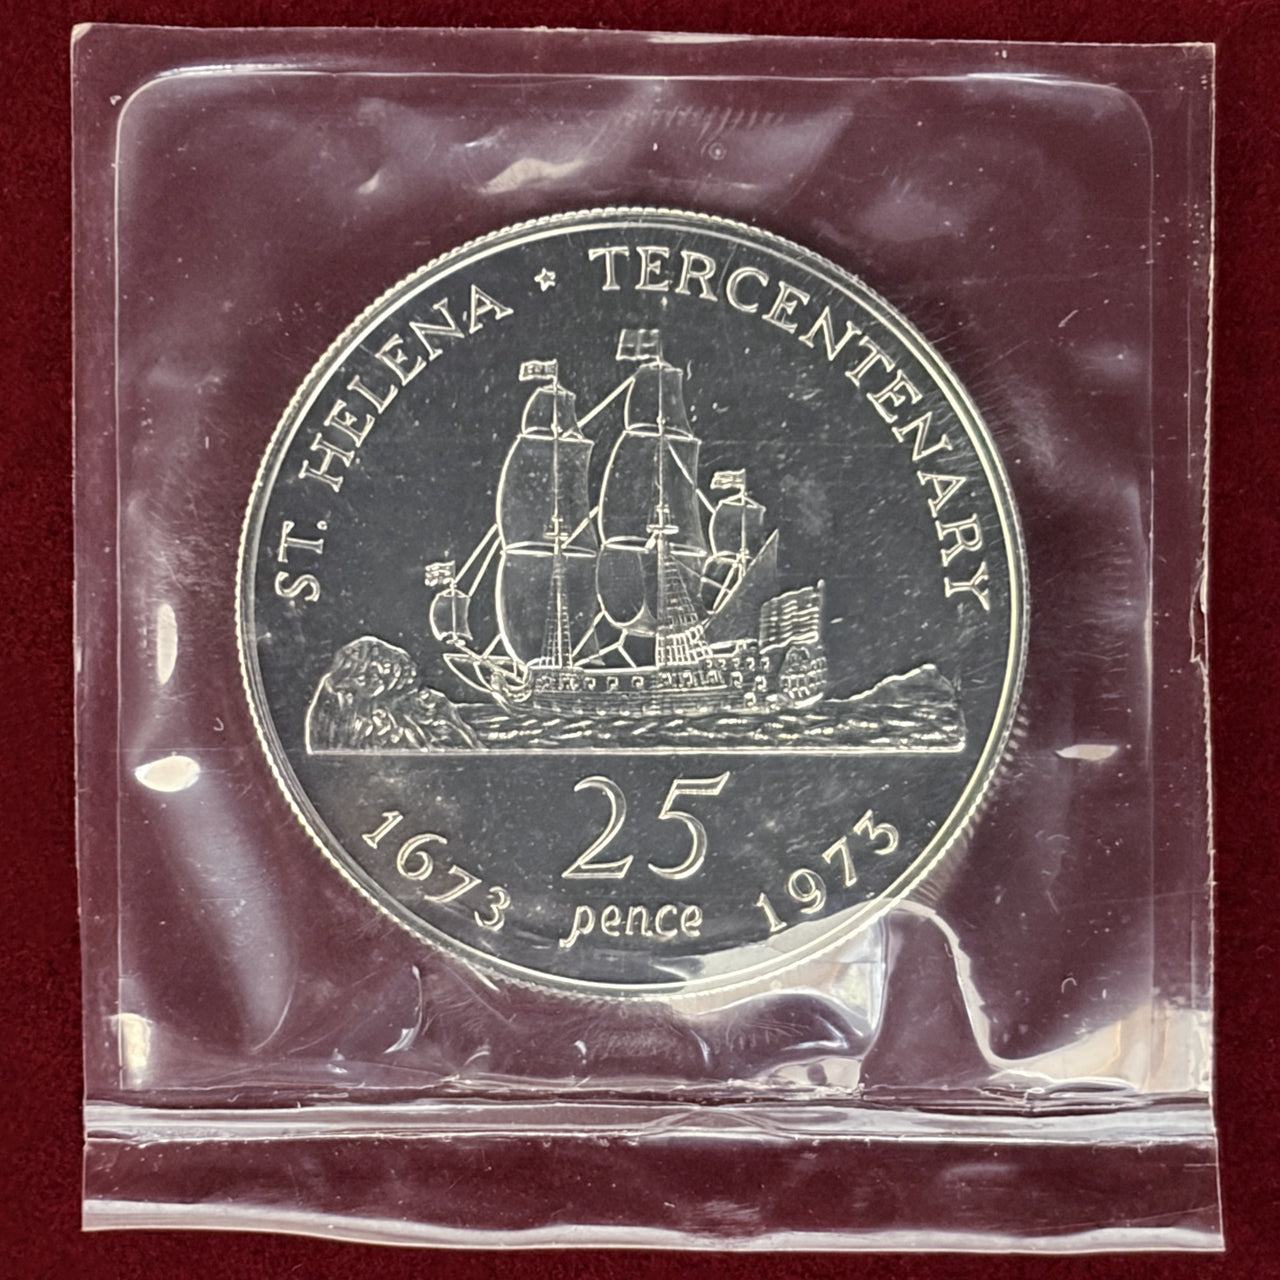 ST. HELENA ★ TERCENTENARY
25
pence
1673 1973